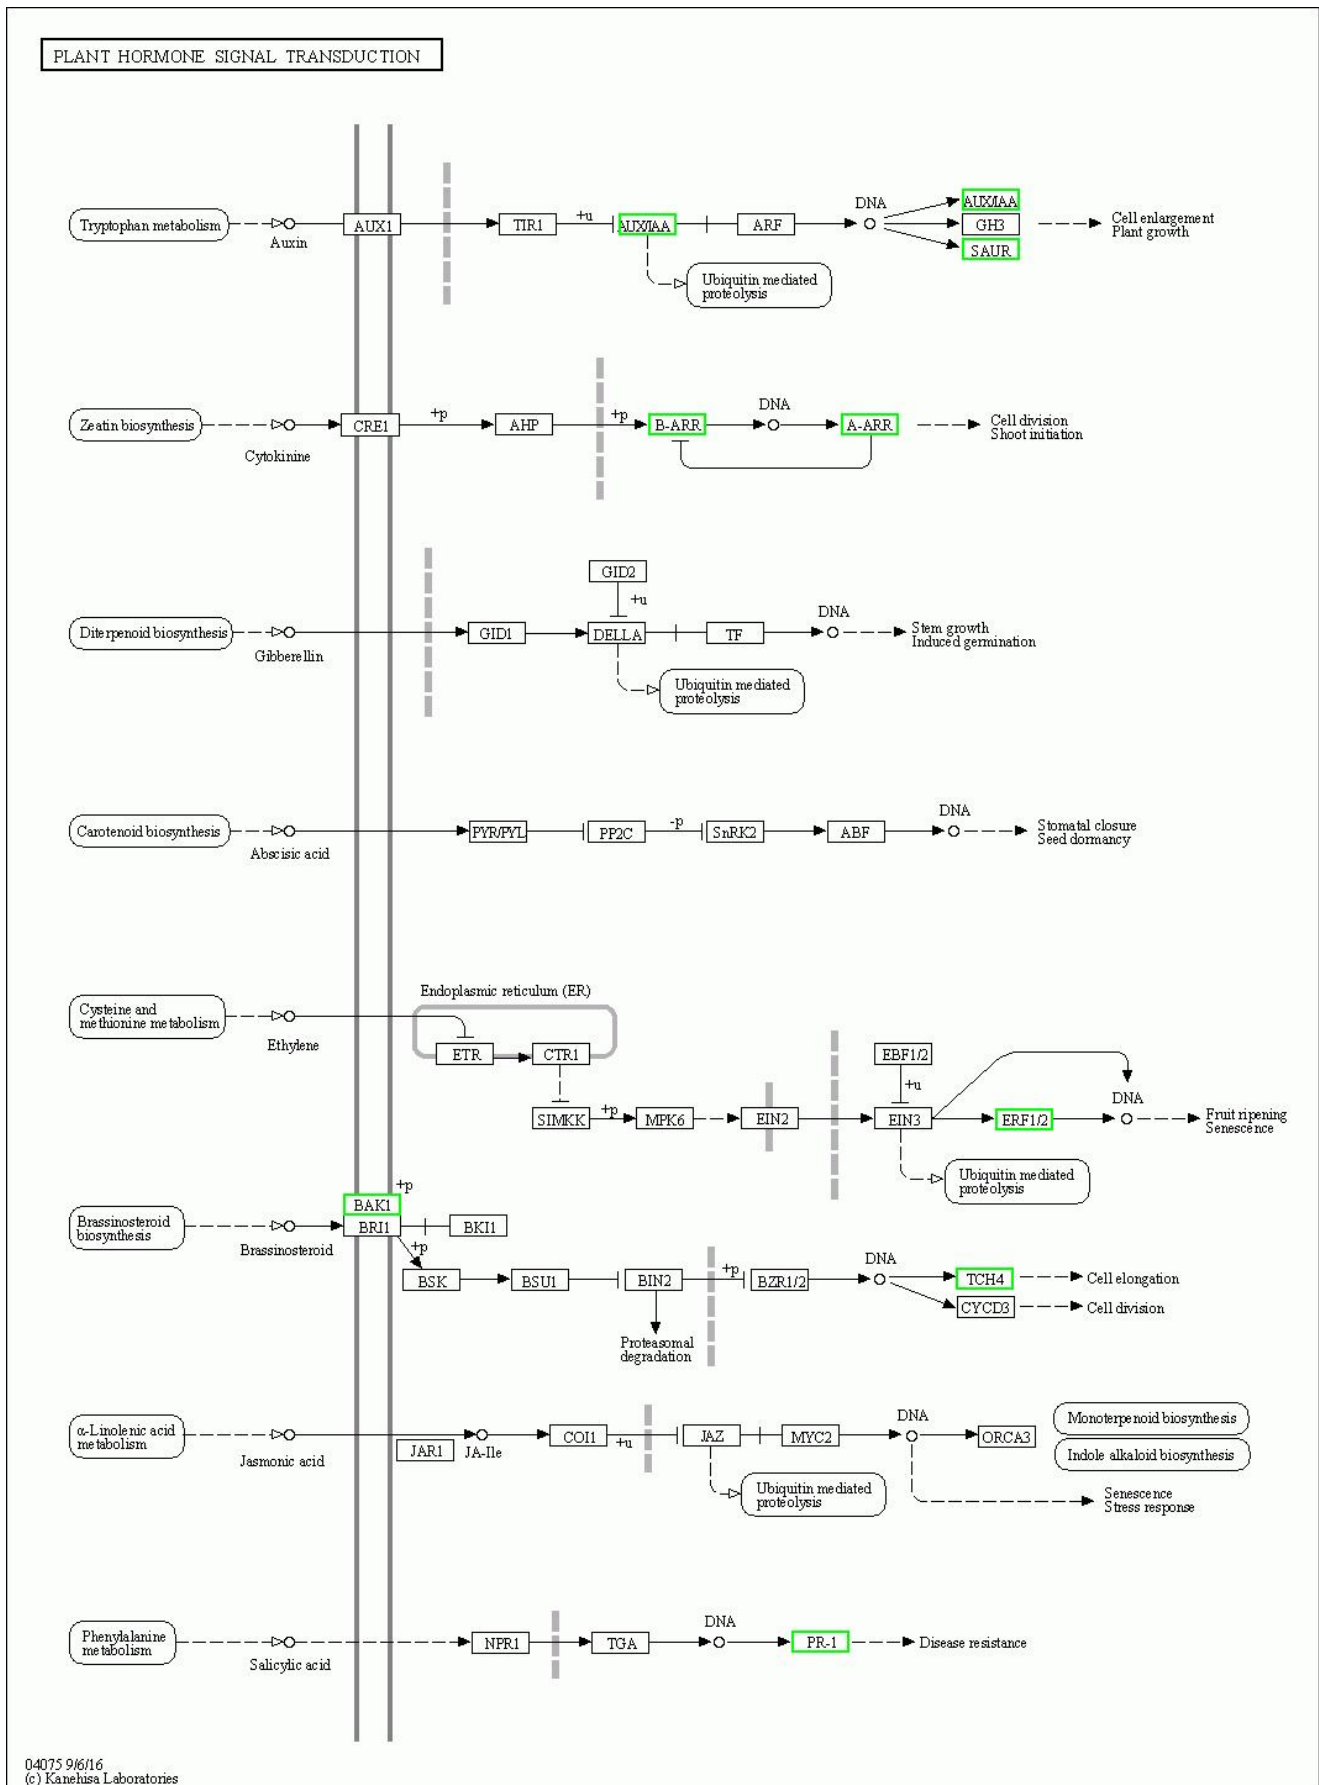 PLANT HORMONE SIGNAL TRANSDUCTION
Tryptophan metabolism
Auxin
AUX1
TIR1
+u
AUX/IAA
ARF
DNA
AUX/IAA
GH3
SAUR
Cell enlargement
Plant growth
Ubiquitin mediated
proteolysis
Zeatin biosynthesis
Cytokinine
CRE1
+p
AHP
+p
B-ARR
DNA
A-ARR
Cell division
Shoot initiation
GID2
+u
Diterpenoid biosynthesis
Gibberellin
GID1
DELLA
TF
DNA
Stem growth
Induced germination
Ubiquitin mediated
proteolysis
Carotenoid biosynthesis
Abscisic acid
PYR/PYL
PP2C
-p
SnRK2
ABF
DNA
Stomatal closure
Seed dormancy
Endoplasmic reticulum (ER)
Cysteine and
methionine metabolism
Ethylene
ETR
CTR1
EBF1/2
+u
SIMKK
+p
MPK6
EIN2
EIN3
ERF1/2
DNA
Fruit ripening
Senescence
Ubiquitin mediated
proteolysis
BAK1
+p
Brassinosteroid
biosynthesis
Brassinosteroid
BRI1
BKI1
+p
BSK
BSU1
BIN2
+p
BZR1/2
DNA
TCH4
Cell elongation
CYCD3
Cell division
Proteasomal
degradation
α-Linolenic acid
metabolism
Jasmonic acid
JAR1
JA-Ile
COI1
+u
JAZ
MYC2
DNA
ORCA3
Monoterpenoid biosynthesis
Indole alkaloid biosynthesis
Ubiquitin mediated
proteolysis
Senescence
Stress response
Phenylalanine
metabolism
Salicylic acid
NPR1
TGA
DNA
PR-1
Disease resistance
04075 9/6/16
(c) Kanehisa Laboratories